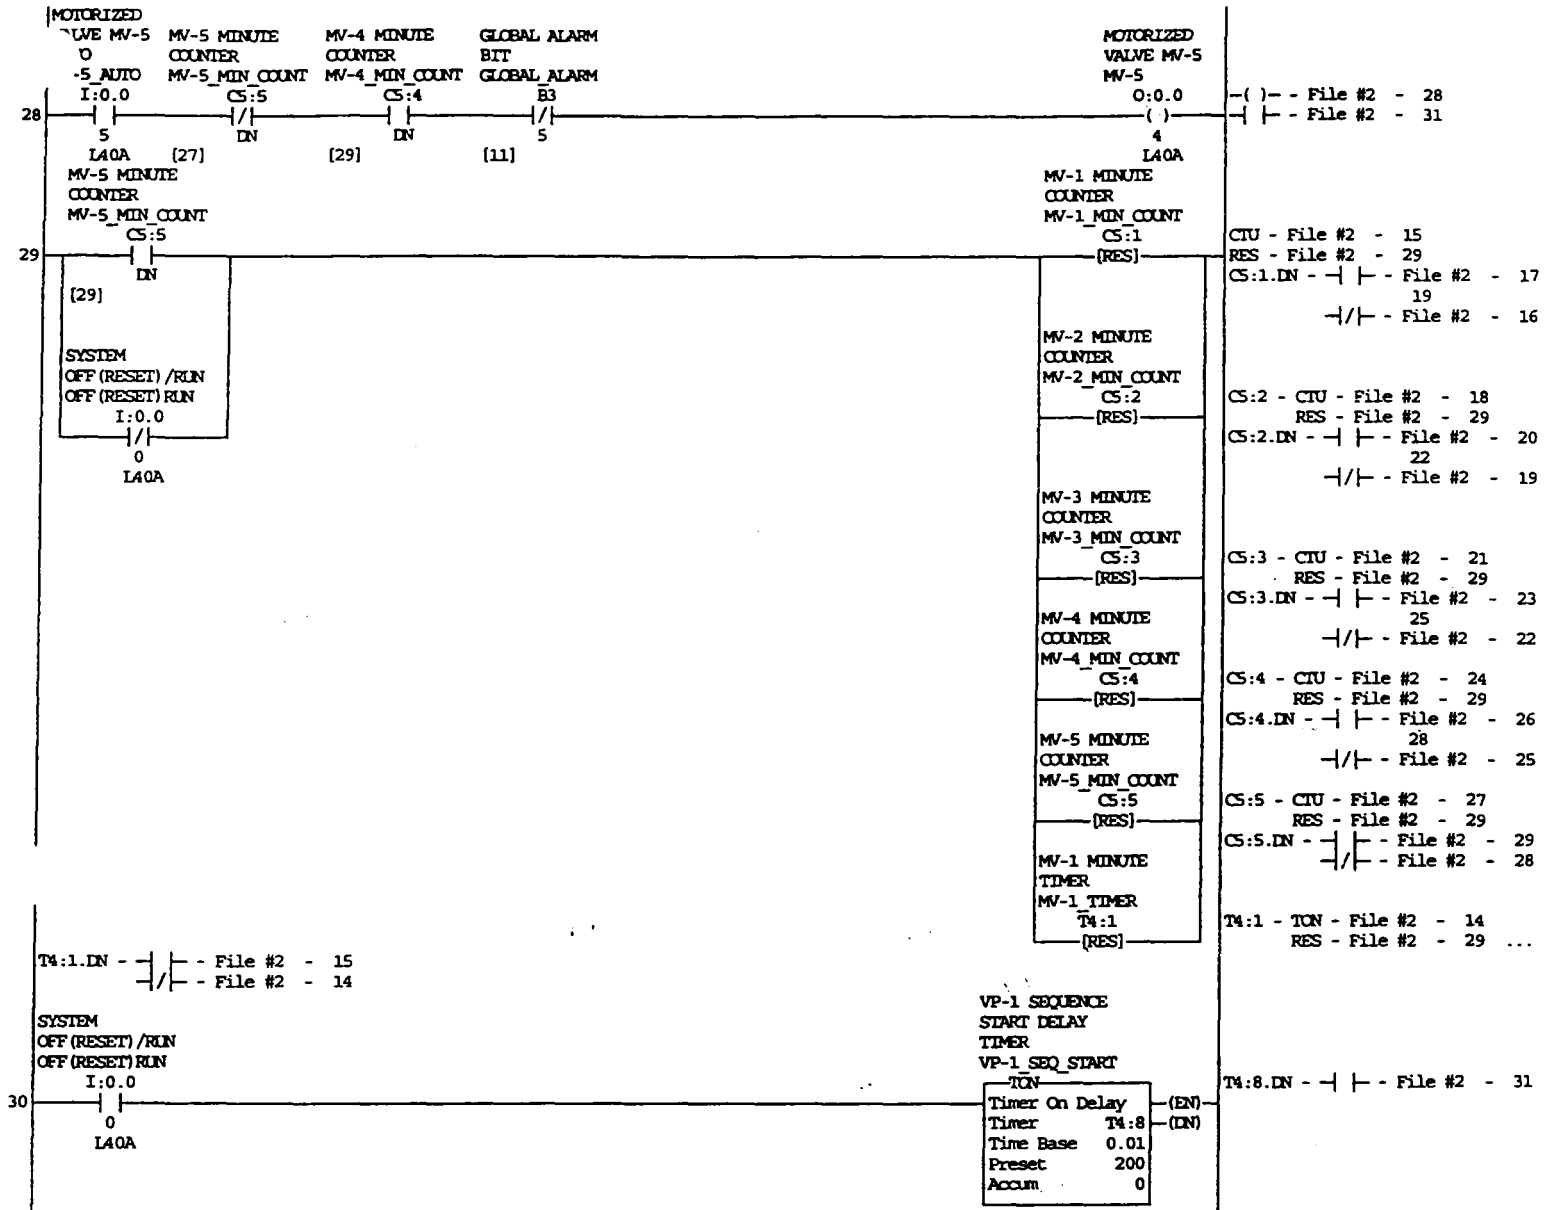 MOTORIZED
VALVE MV-5 MV-5 MINUTE MV-4 MINUTE GLOBAL ALARM MOTORIZED
O COUNTER COUNTER BIT VALVE MV-5
-5_AUTO MV-5_MIN_COUNT MV-4_MIN_COUNT GLOBAL_ALARM MV-5
I:0.0 C5:5 C5:4 B3 O:0.0 -( )- - File #2 - 28
28 -] [- - File #2 - 31
5 DN DN 5 4
L40A [27] [29] [11] L40A
MV-5 MINUTE MV-1 MINUTE
COUNTER COUNTER
MV-5_MIN_COUNT MV-1_MIN_COUNT
C5:5 C5:1 CTU - File #2 - 15
29 [RES] RES - File #2 - 29
DN C5:1.DN - -] [- - File #2 - 17
[29] 19
-]/[- - File #2 - 16
SYSTEM MV-2 MINUTE
OFF(RESET)/RUN COUNTER
OFF(RESET)RUN MV-2_MIN_COUNT
I:0.0 C5:2 C5:2 - CTU - File #2 - 18
[RES] RES - File #2 - 29
0 C5:2.DN - -] [- - File #2 - 20
L40A 22
-]/[- - File #2 - 19
MV-3 MINUTE
COUNTER
MV-3_MIN_COUNT
C5:3 C5:3 - CTU - File #2 - 21
[RES] RES - File #2 - 29
C5:3.DN - -] [- - File #2 - 23
MV-4 MINUTE 25
COUNTER -]/[- - File #2 - 22
MV-4_MIN_COUNT
C5:4 C5:4 - CTU - File #2 - 24
[RES] RES - File #2 - 29
C5:4.DN - -] [- - File #2 - 26
MV-5 MINUTE 28
COUNTER -]/[- - File #2 - 25
MV-5_MIN_COUNT
C5:5 C5:5 - CTU - File #2 - 27
[RES] RES - File #2 - 29
C5:5.DN - -] [- - File #2 - 29
MV-1 MINUTE -]/[- - File #2 - 28
TIMER
MV-1_TIMER
T4:1 T4:1 - TON - File #2 - 14
[RES] RES - File #2 - 29 ...
T4:1.DN - -] [- - File #2 - 15
-]/[- - File #2 - 14
VP-1 SEQUENCE
SYSTEM START DELAY
OFF(RESET)/RUN TIMER
OFF(RESET)RUN VP-1_SEQ_START
I:0.0 TON T4:8.DN - -] [- - File #2 - 31
30 Timer On Delay (EN)
0 Timer T4:8 (DN)
L40A Time Base 0.01
Preset 200
Accum 0